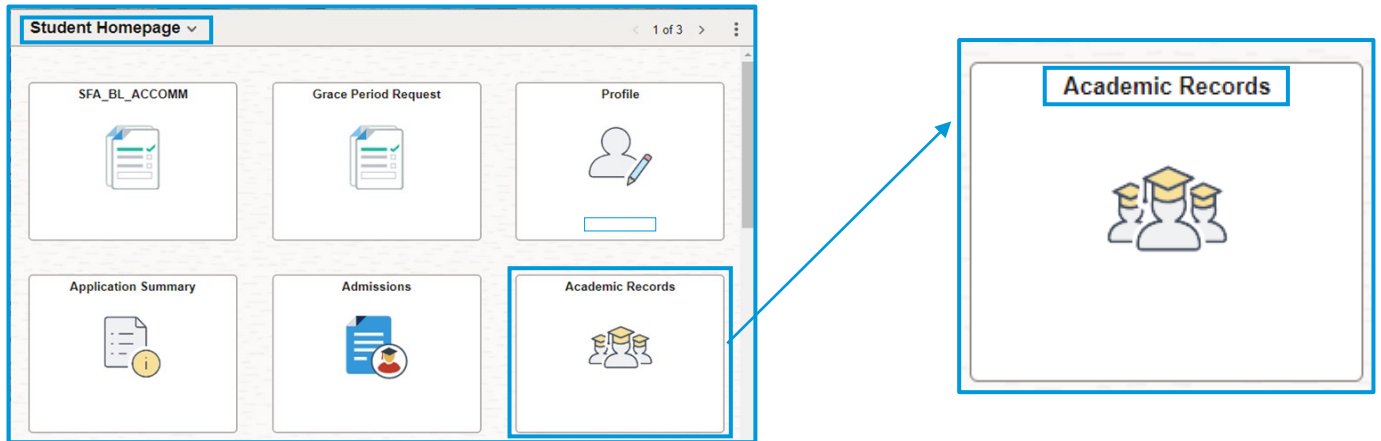 Student Homepage
1 of 3
SFA_BL_ACCOMM
Grace Period Request
Profile
Application Summary
Admissions
Academic Records
Academic Records